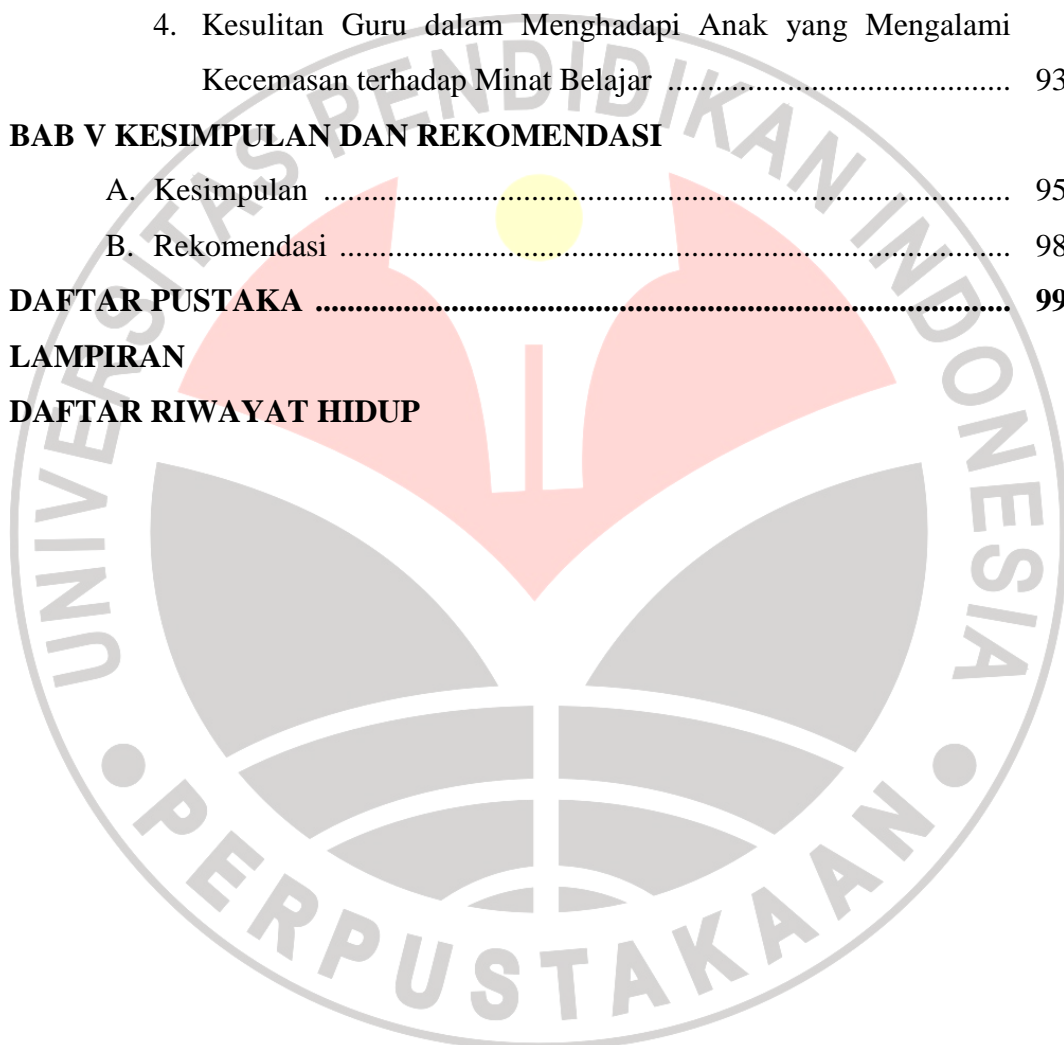 4. Kesulitan Guru dalam Menghadapi Anak yang Mengalami
Kecemasan terhadap Minat Belajar ...................................... 93
BAB V KESIMPULAN DAN REKOMENDASI
A. Kesimpulan ............................................................................ 95
B. Rekomendasi .......................................................................... 98
DAFTAR PUSTAKA ............................................................................. 99
LAMPIRAN
DAFTAR RIWAYAT HIDUP
UNIVERSITAS PENDIDIKAN INDONESIA
PERPUSTAKAAN